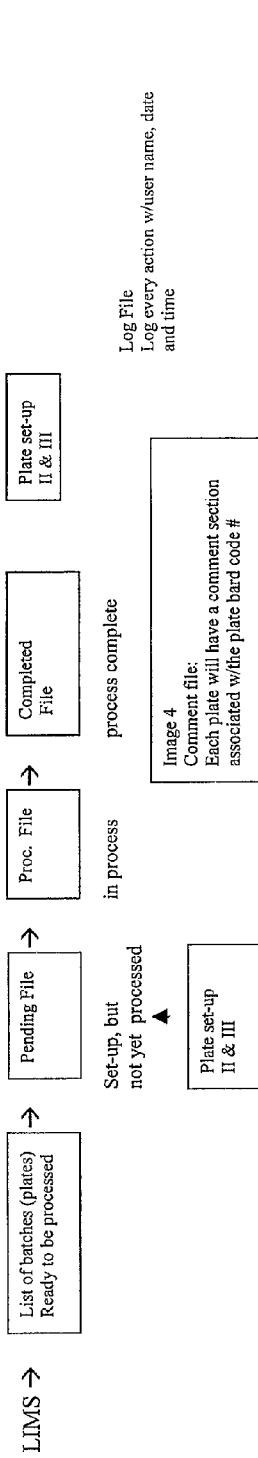 LIMS →
List of batches (plates)
Ready to be processed
→
Pending File
→
Proc. File
→
Completed
File
Plate set-up
II & III
Set-up, but
not yet processed
in process
process complete
Log File
Log every action w/user name, date
and time
Plate set-up
II & III
Image 4
Comment file:
Each plate will have a comment section
associated w/the plate bard code #